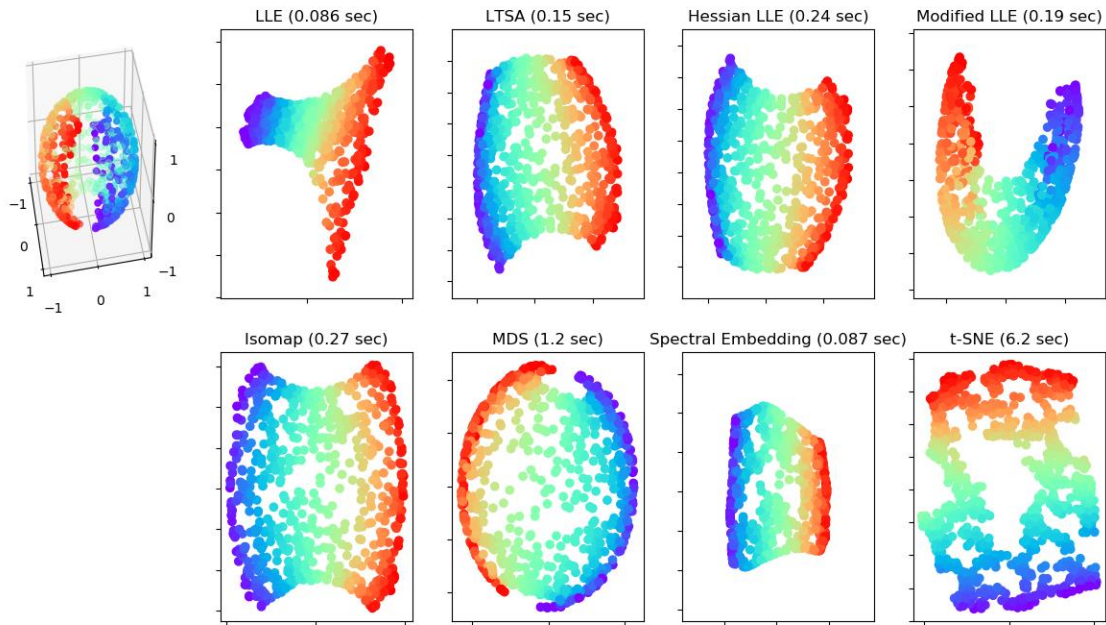 LLE (0.086 sec)
LTSA (0.15 sec)
Hessian LLE (0.24 sec)
Modified LLE (0.19 sec)
1
0
−1
−1
0
1
−1
0
1
Isomap (0.27 sec)
MDS (1.2 sec)
Spectral Embedding (0.087 sec)
t-SNE (6.2 sec)